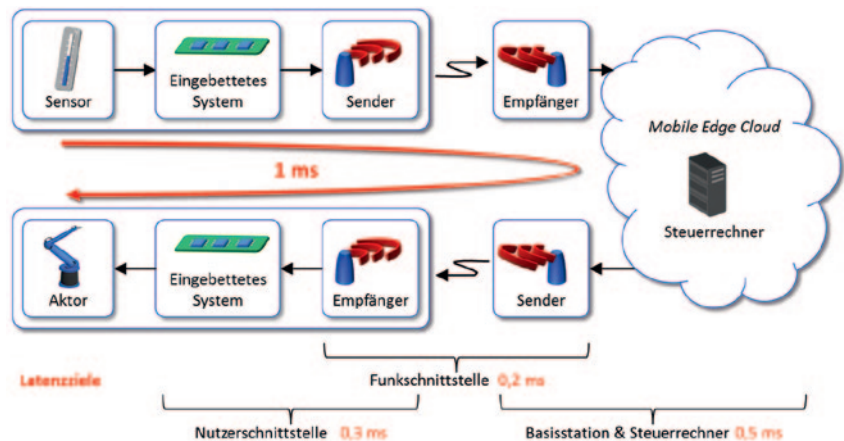 Sensor
Eingebettetes
System
Sender
Empfänger
Mobile Edge Cloud
1 ms
Steuerrechner
Aktor
Eingebettetes
System
Empfänger
Sender
Latenzziele
Funkschnittstelle 0,2 ms
Nutzerschnittstelle 0,3 ms
Basisstation & Steuerrechner 0,5 ms